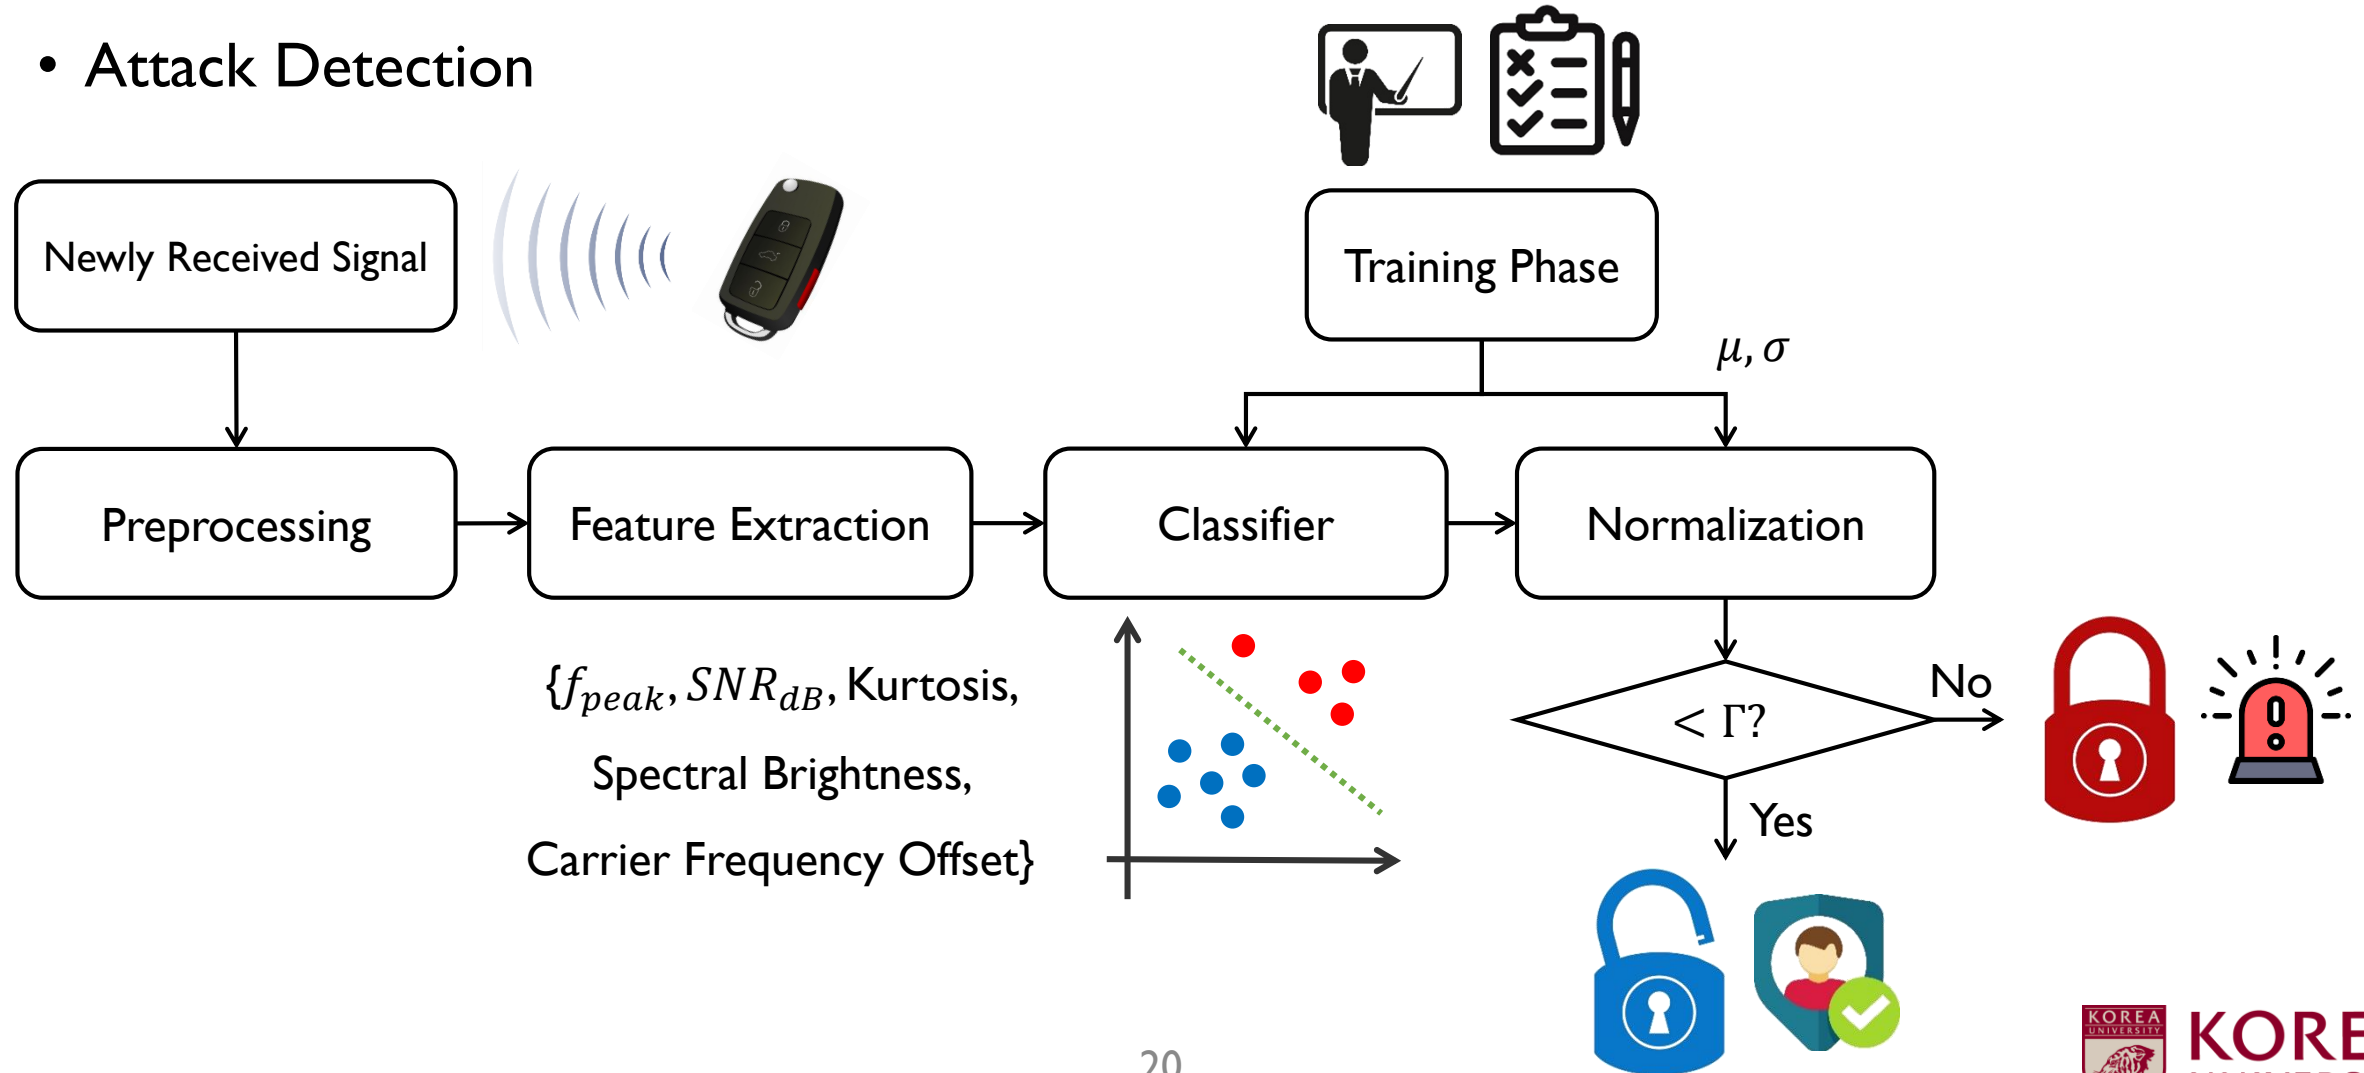 • Attack Detection
Newly Received Signal
Training Phase
μ, σ
Preprocessing
Feature Extraction
Classifier
Normalization
{f_peak, SNR_dB, Kurtosis,
Spectral Brightness,
Carrier Frequency Offset}
< Γ?
No
Yes
20
KOREA
UNIVERSITY